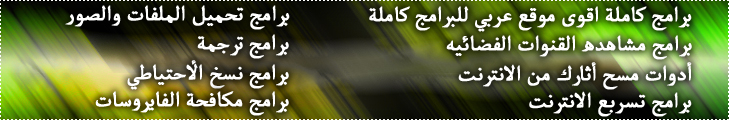 برامج كاملة اقوى موقع عربي للبرامج كاملة
برامج مشاهده القنوات الفضائيه
أدوات مسح أثارك من الانترنت
برامج تسريع الانترنت
برامج تحميل الملفات والصور
برامج ترجمة
برامج نسخ الأحتياطي
برامج مكافحة الفايروسات